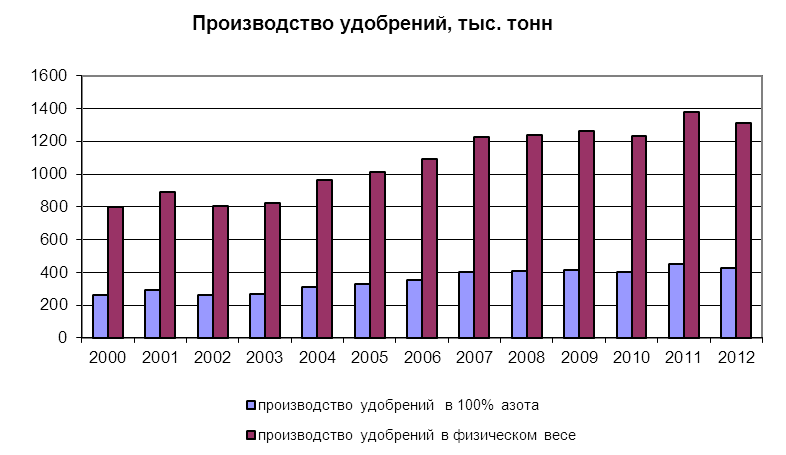 Производство удобрений, тыс. тонн
1600
1400
1200
1000
800
600
400
200
0
2000 2001 2002 2003 2004 2005 2006 2007 2008 2009 2010 2011 2012
производство удобрений в 100% азота
производство удобрений в физическом весе